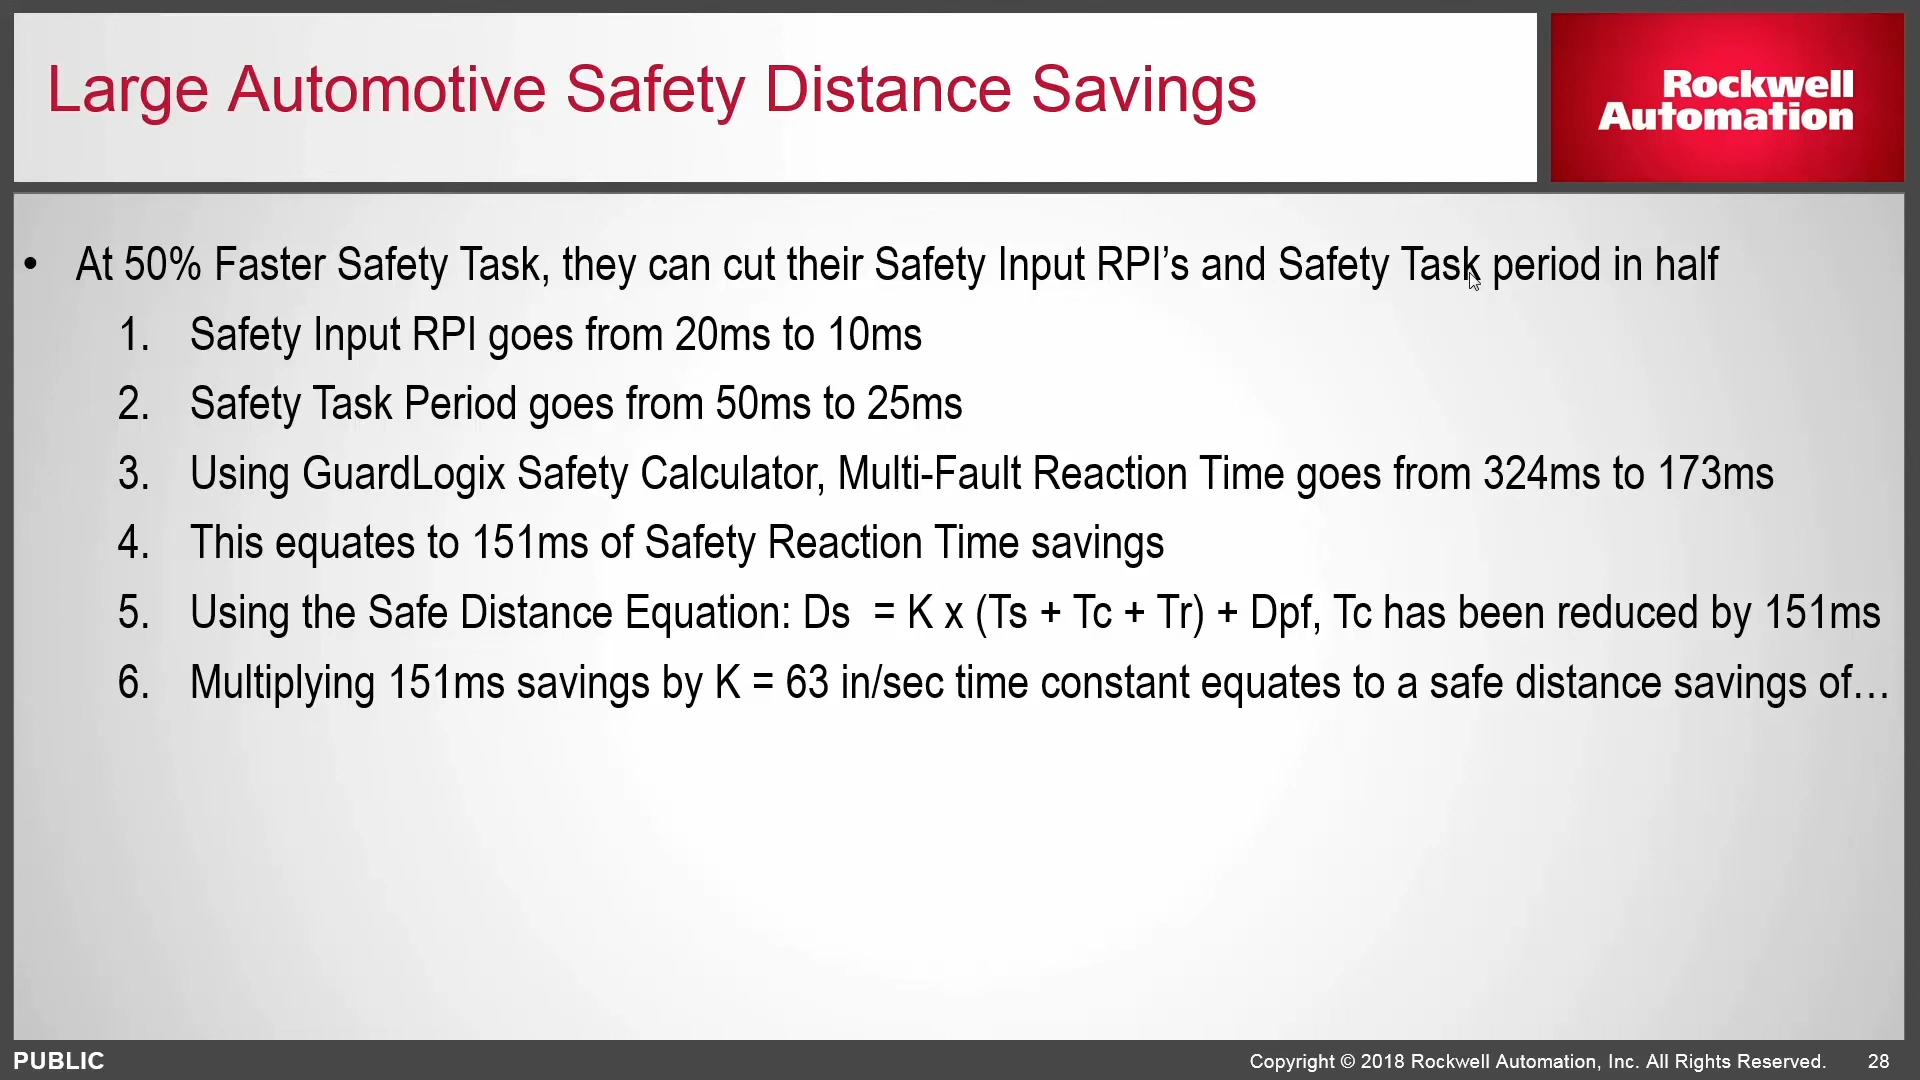 Large Automotive Safety Distance Savings
Rockwell
Automation
• At 50% Faster Safety Task, they can cut their Safety Input RPI’s and Safety Task period in half
1. Safety Input RPI goes from 20ms to 10ms
2. Safety Task Period goes from 50ms to 25ms
3. Using GuardLogix Safety Calculator, Multi-Fault Reaction Time goes from 324ms to 173ms
4. This equates to 151ms of Safety Reaction Time savings
5. Using the Safe Distance Equation: Ds = K x (Ts + Tc + Tr) + Dpf, Tc has been reduced by 151ms
6. Multiplying 151ms savings by K = 63 in/sec time constant equates to a safe distance savings of…
PUBLIC
Copyright © 2018 Rockwell Automation, Inc. All Rights Reserved. 28